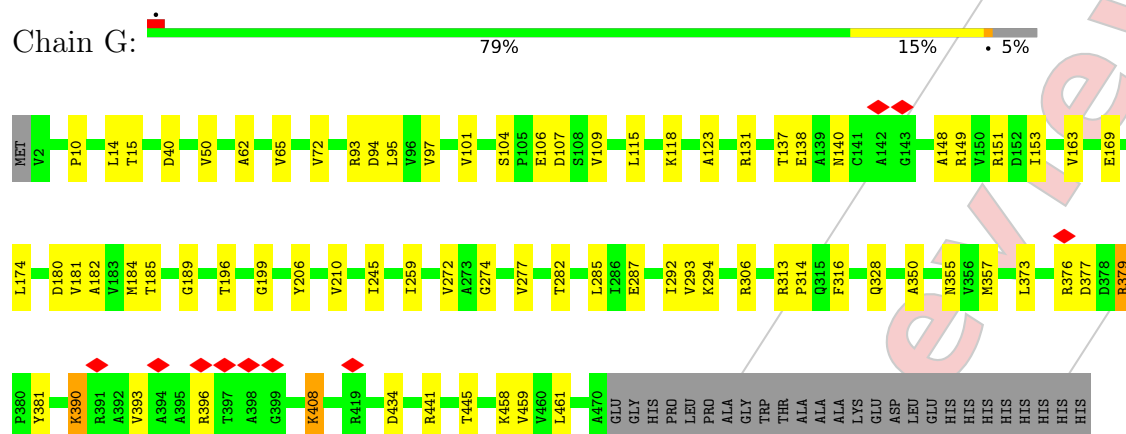 Chain G:
79% 15% • 5%
MET V2 P10 L14 T15 D40 V50 A62 V65 V72 R93 D94 L95 V96 V97 V101 S104 P105 E106 D107 S108 V109 L115 K118 A123 R131 T137 E138 A139 N140 C141 A142 G143 A148 R149 V150 R151 D152 I153 V163 E169
L174 D180 V181 A182 V183 M184 T185 G189 T196 G199 Y206 V210 I245 I259 V272 A273 G274 V277 T282 L285 I286 E287 I292 V293 K294 R306 R313 P314 Q315 F316 Q328 A350 N355 V356 M357 L373 R376 D377 D378 R379
P380 Y381 K390 R391 A392 V393 A394 A395 R396 T397 A398 G399 K408 R419 D434 R441 T445 K458 V459 V460 L461 A470 GLU GLY HIS PRO LEU PRO ALA GLY TRP THR ALA ALA ALA LYS GLU ASP LEU GLU HIS HIS HIS HIS HIS HIS HIS HIS